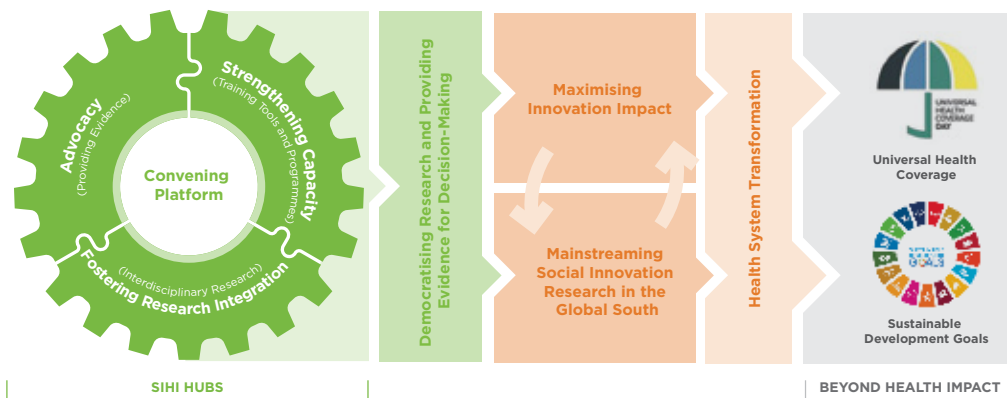 Advocacy
(Providing Evidence)
Strengthening Capacity
(Training Tools and Programmes)
Convening
Platform
(Interdisciplinary Research)
Fostering Research Integration
Democratising Research and Providing
Evidence for Decision-Making
Maximising
Innovation Impact
Mainstreaming
Social Innovation
Research in the
Global South
Health System Transformation
UNIVERSAL
HEALTH
COVERAGE
DAY
Universal Health
Coverage
GOALS
Sustainable
Development Goals
SIHI HUBS
BEYOND HEALTH IMPACT